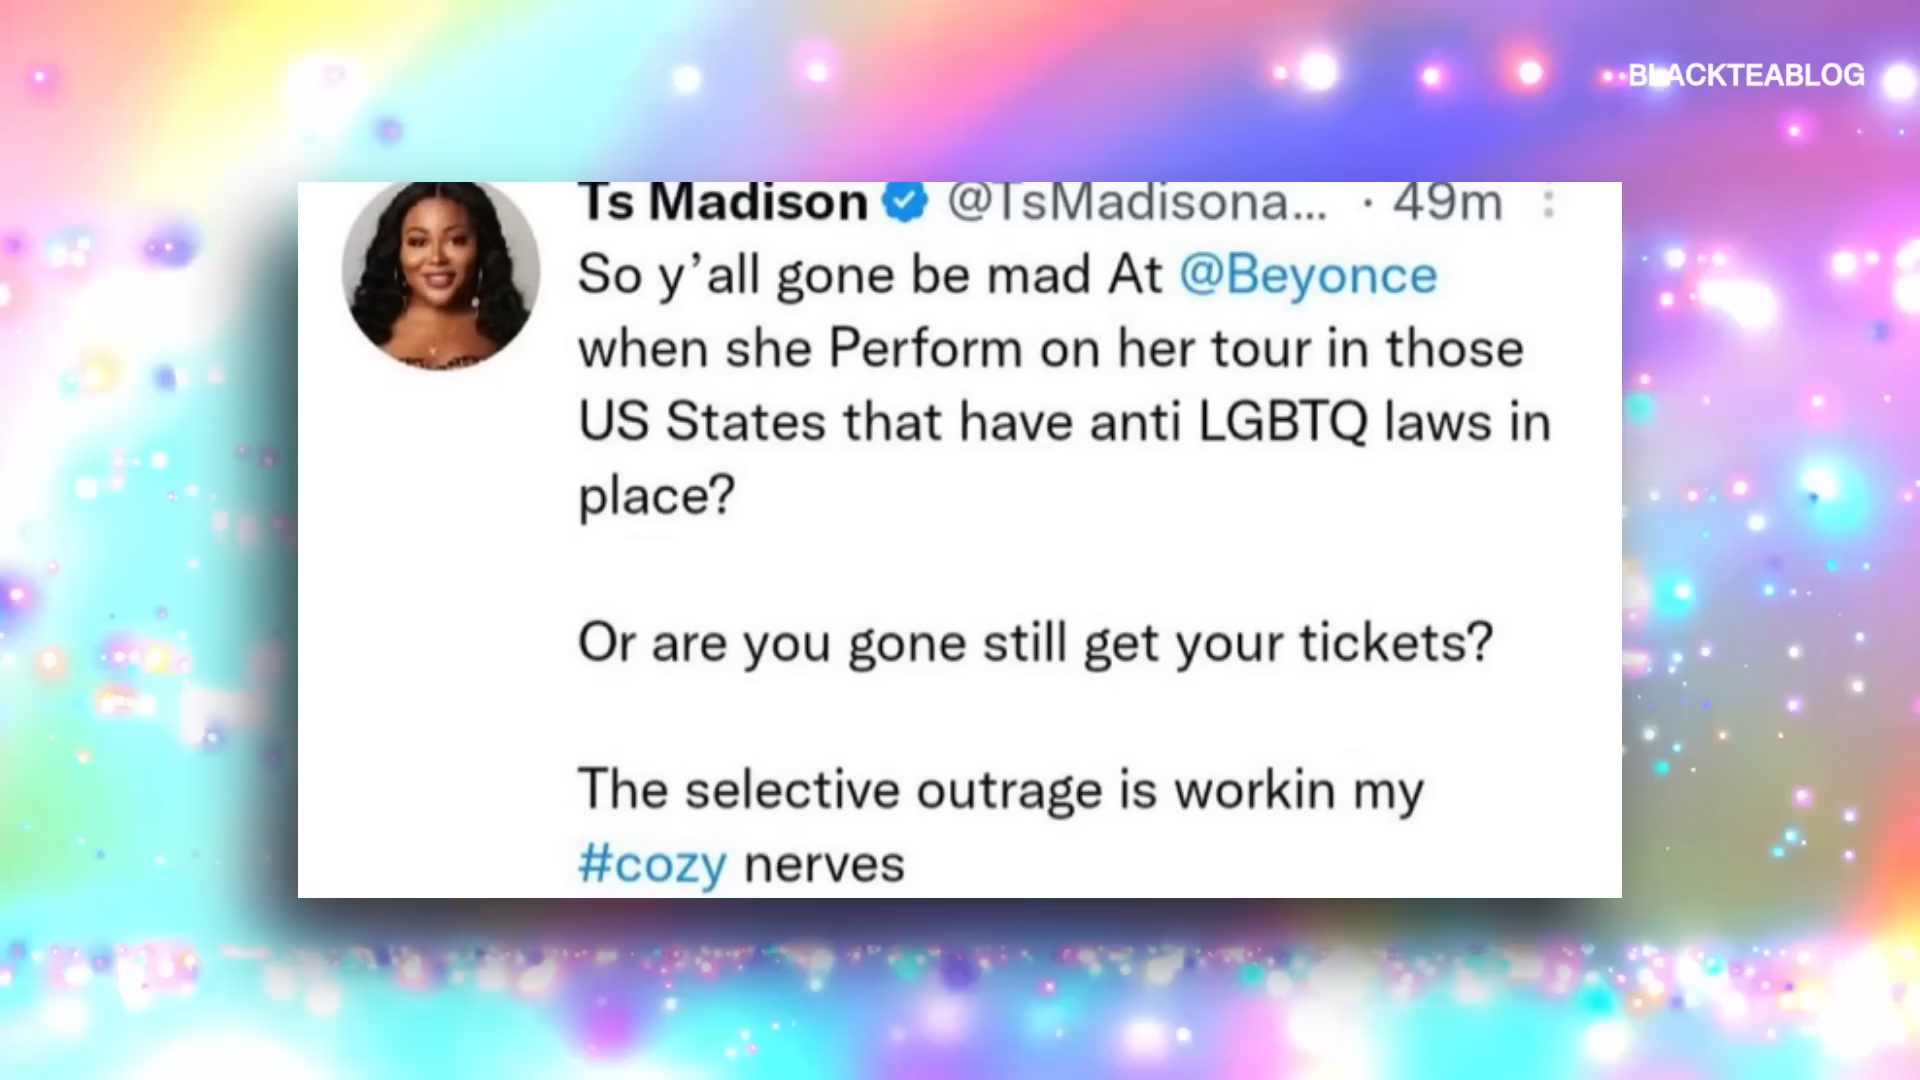 BLACKTEABLOG
Ts Madison @TsMadisona... · 49m
So y’all gone be mad At @Beyonce
when she Perform on her tour in those
US States that have anti LGBTQ laws in
place?
Or are you gone still get your tickets?
The selective outrage is workin my
#cozy nerves